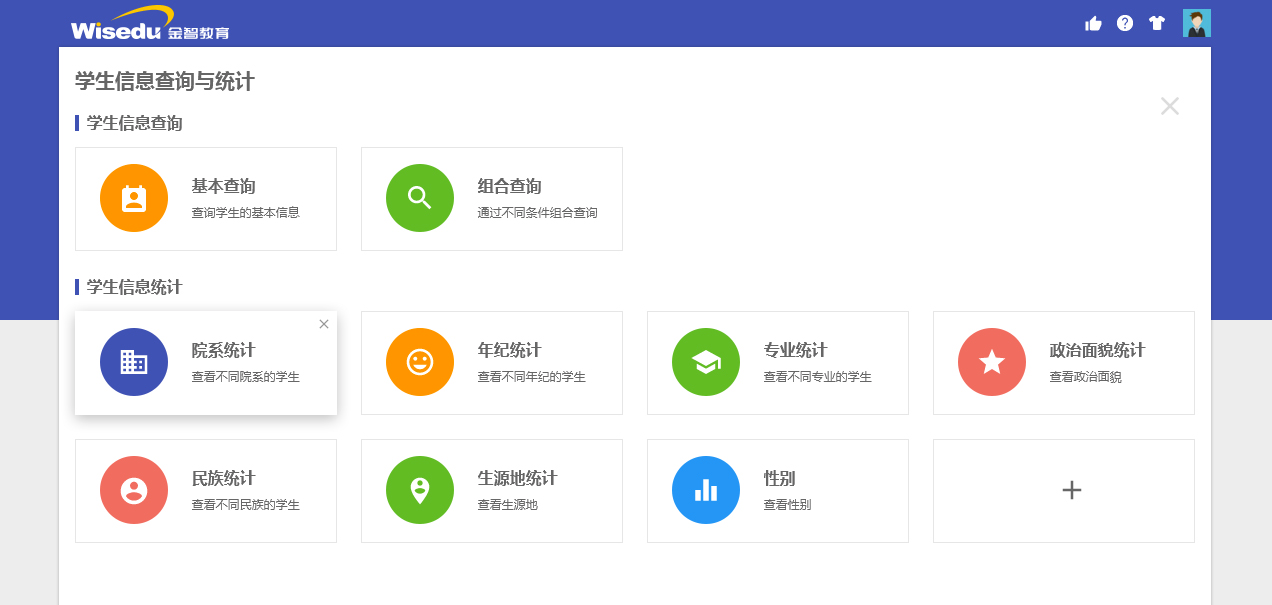 Wisedu 金智教育
学生信息查询与统计
学生信息查询
基本查询
查询学生的基本信息
组合查询
通过不同条件组合查询
学生信息统计
院系统计
查看不同院系的学生
年纪统计
查看不同年纪的学生
专业统计
查看不同专业的学生
政治面貌统计
查看政治面貌
民族统计
查看不同民族的学生
生源地统计
查看生源地
性别
查看性别